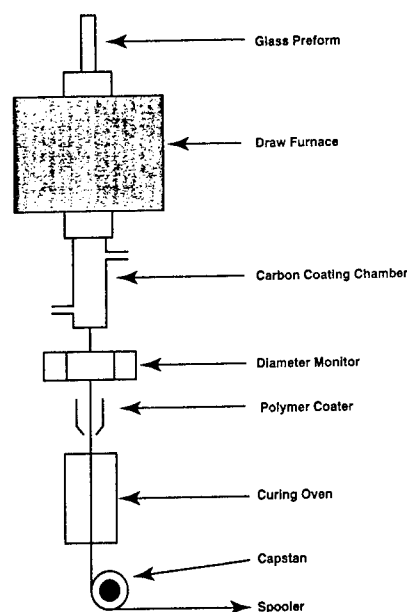 Glass Preform
Draw Furnace
Carbon Coating Chamber
Diameter Monitor
Polymer Coater
Curing Oven
Capstan
Spooler